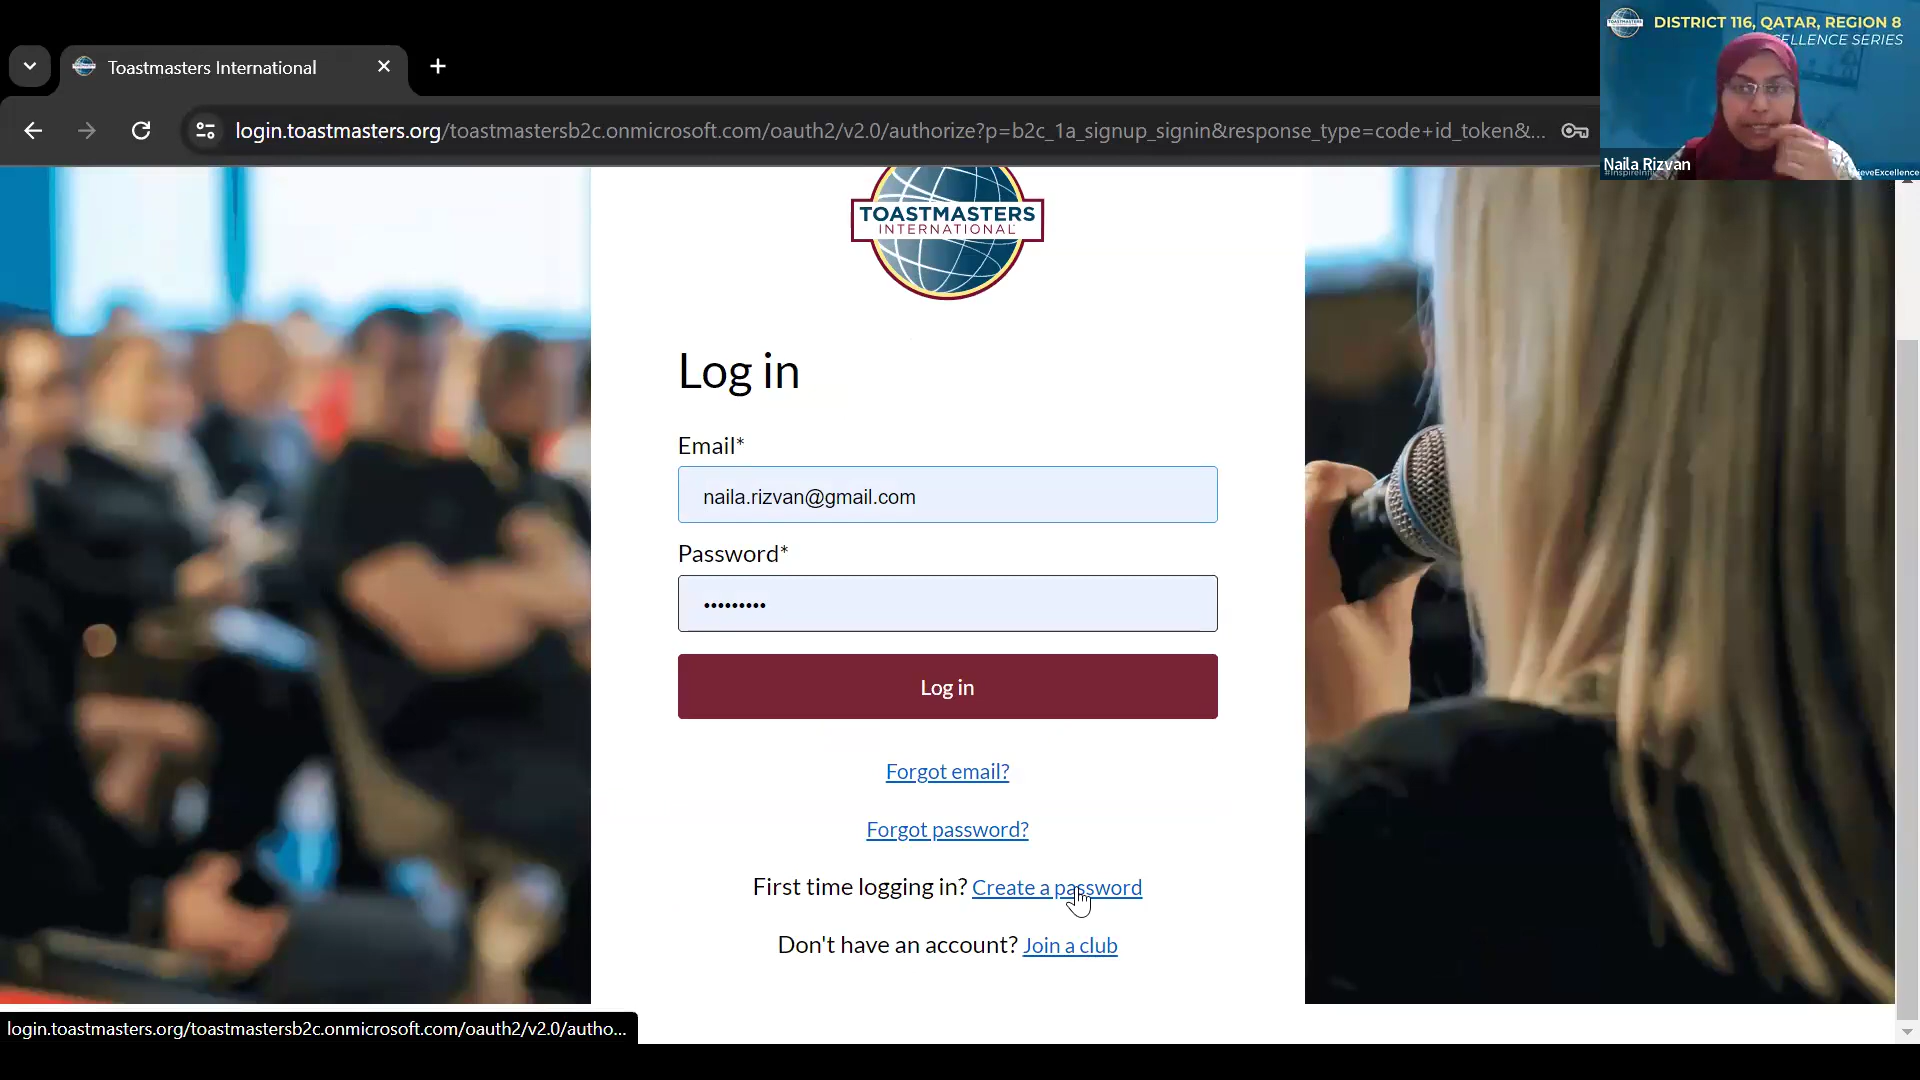 Toastmasters International
login.toastmasters.org/toastmastersb2c.onmicrosoft.com/oauth2/v2.0/authorize?p=b2c_1a_signup_signin&response_type=code+id_token&...
TOASTMASTERS
DISTRICT 116, QATAR, REGION 8
SERIES
Naila Rizvan
TOASTMASTERS
INTERNATIONAL
Log in
Email*
naila.rizvan@gmail.com
Password*
•••••••••
Log in
Forgot email?
Forgot password?
First time logging in? Create a password
Don't have an account? Join a club
login.toastmasters.org/toastmastersb2c.onmicrosoft.com/oauth2/v2.0/autho...